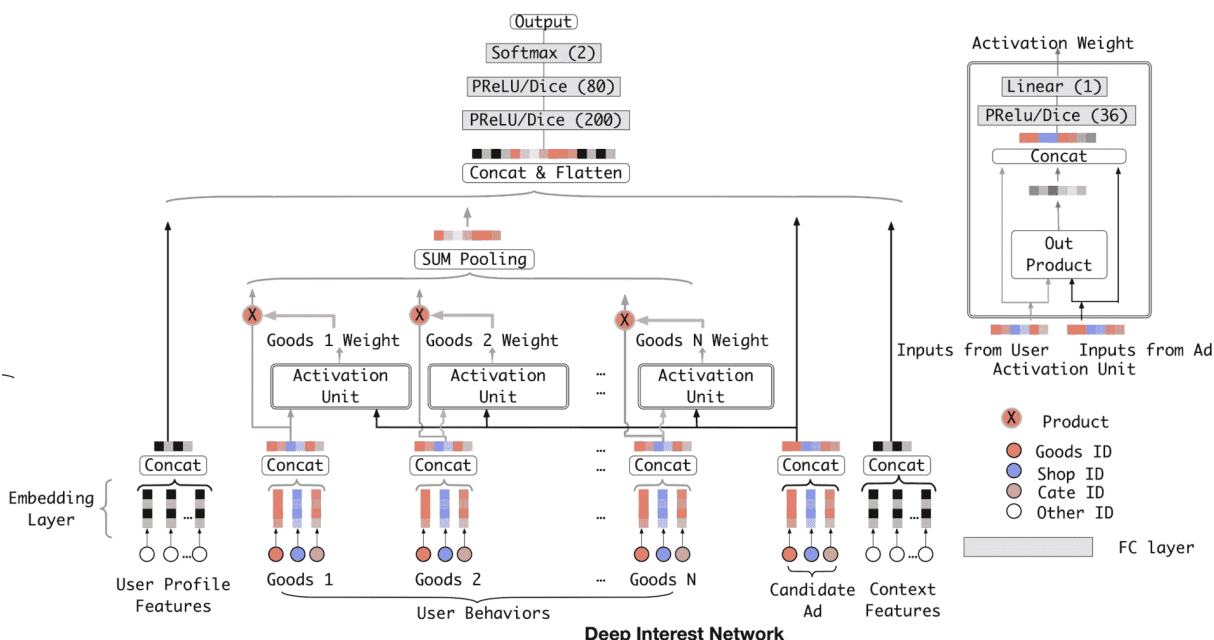 Output
Softmax (2)
PReLU/Dice (80)
PReLU/Dice (200)
Concat & Flatten
SUM Pooling
X
X
X
Goods 1 Weight
Goods 2 Weight
Goods N Weight
Activation
Unit
Activation
Unit
...
...
Activation
Unit
...
...
Concat
Concat
Concat
Concat
Concat
Concat
Embedding
Layer
...
...
...
...
...
User Profile
Features
Goods 1
Goods 2
...
Goods N
User Behaviors
Candidate
Ad
Context
Features
Activation Weight
Linear (1)
PRelu/Dice (36)
Concat
Out
Product
Inputs from User
Inputs from Ad
Activation Unit
X
Product
Goods ID
Shop ID
Cate ID
Other ID
FC layer
Deep Interest Network